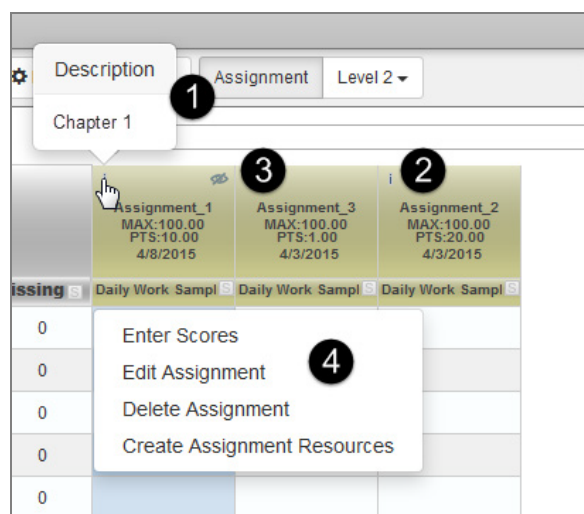 Description
Chapter 1
1
Assignment
Level 2
i
3
i
2
Assignment_1
MAX:100.00
PTS:10.00
4/8/2015
Assignment_3
MAX:100.00
PTS:1.00
4/3/2015
Assignment_2
MAX:100.00
PTS:20.00
4/3/2015
issing S
Daily Work Sampl S
Daily Work Sampl S
Daily Work Sampl S
0
0
0
0
0
Enter Scores
Edit Assignment
4
Delete Assignment
Create Assignment Resources